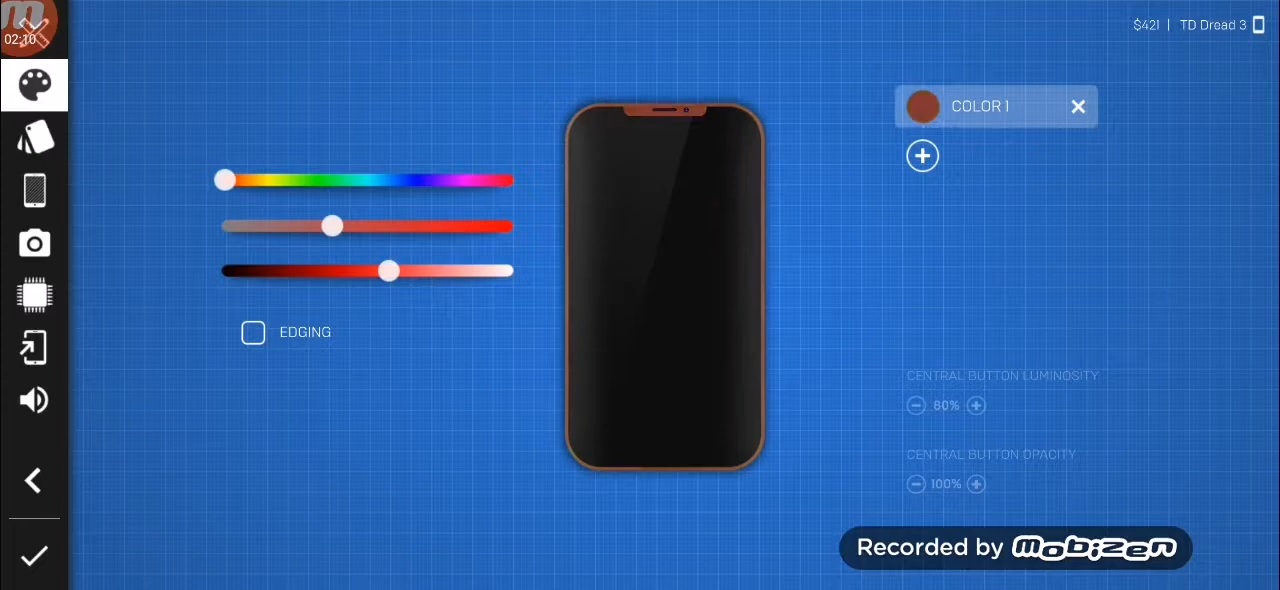 02:10
$421 | TD Dread 3
COLOR 1
EDGING
CENTRAL BUTTON LUMINOSITY
80%
CENTRAL BUTTON OPACITY
100%
Recorded by mobizen